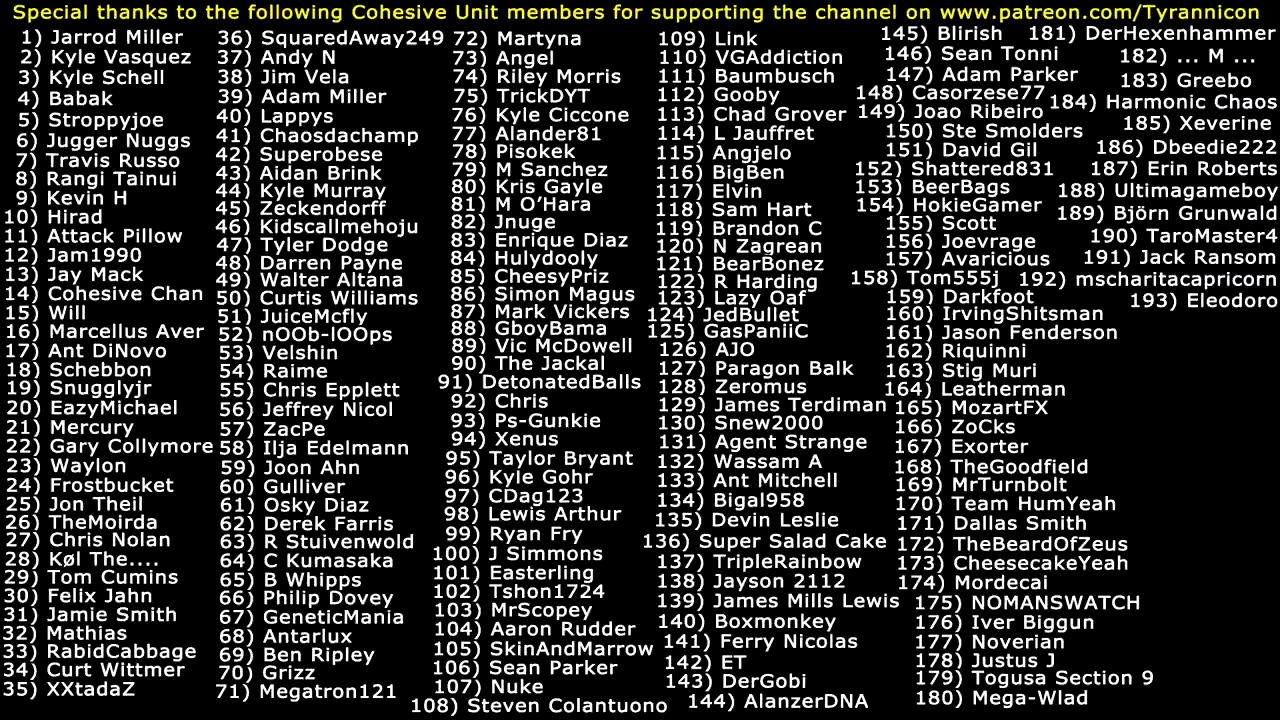 Special thanks to the following Cohesive Unit members for supporting the channel on www.patreon.com/Tyrannicon
1) Jarrod Miller
2) Kyle Vasquez
3) Kyle Schell
4) Babak
5) Stroppyjoe
6) Jugger Nuggs
7) Travis Russo
8) Rangi Tainui
9) Kevin H
10) Hirad
11) Attack Pillow
12) Jam1990
13) Jay Mack
14) Cohesive Chan
15) Will
16) Marcellus Aver
17) Ant DiNovo
18) Schebbon
19) Snugglyjr
20) EazyMichael
21) Mercury
22) Gary Collymore
23) Waylon
24) Frostbucket
25) Jon Theil
26) TheMoirda
27) Chris Nolan
28) Køl The....
29) Tom Cumins
30) Felix Jahn
31) Jamie Smith
32) Mathias
33) RabidCabbage
34) Curt Wittmer
35) XXtadaZ
36) SquaredAway249
37) Andy N
38) Jim Vela
39) Adam Miller
40) Lappys
41) Chaosdachamp
42) Superobese
43) Aidan Brink
44) Kyle Murray
45) Zeckendorff
46) Kidscallmehoju
47) Tyler Dodge
48) Darren Payne
49) Walter Altana
50) Curtis Williams
51) JuiceMcfly
52) nOOb-lOOps
53) Velshin
54) Raime
55) Chris Epplett
56) Jeffrey Nicol
57) ZacPe
58) Ilja Edelmann
59) Joon Ahn
60) Gulliver
61) Osky Diaz
62) Derek Farris
63) R Stuivenwold
64) C Kumasaka
65) B Whipps
66) Philip Dovey
67) GeneticMania
68) Antarlux
69) Ben Ripley
70) Grizz
71) Megatron121
72) Martyna
73) Angel
74) Riley Morris
75) TrickDYT
76) Kyle Ciccone
77) Alander81
78) Pisokek
79) M Sanchez
80) Kris Gayle
81) M O'Hara
82) Jnuge
83) Enrique Diaz
84) Hulydooly
85) CheesyPriz
86) Simon Magus
87) Mark Vickers
88) GboyBama
89) Vic McDowell
90) The Jackal
91) DetonatedBalls
92) Chris
93) Ps-Gunkie
94) Xenus
95) Taylor Bryant
96) Kyle Gohr
97) CDag123
98) Lewis Arthur
99) Ryan Fry
100) J Simmons
101) Easterling
102) Tshon1724
103) MrScopey
104) Aaron Rudder
105) SkinAndMarrow
106) Sean Parker
107) Nuke
108) Steven Colantuono
109) Link
110) VGAddiction
111) Baumbusch
112) Gooby
113) Chad Grover
114) L Jauffret
115) Angjelo
116) BigBen
117) Elvin
118) Sam Hart
119) Brandon C
120) N Zagrean
121) BearBonez
122) R Harding
123) Lazy Oaf
124) JedBullet
125) GasPaniiC
126) AJO
127) Paragon Balk
128) Zeromus
129) James Terdiman
130) Snew2000
131) Agent Strange
132) Wassam A
133) Ant Mitchell
134) Bigal958
135) Devin Leslie
136) Super Salad Cake
137) TripleRainbow
138) Jayson 2112
139) James Mills Lewis
140) Boxmonkey
141) Ferry Nicolas
142) ET
143) DerGobi
144) AlanzerDNA
145) Blirish
146) Sean Tonni
147) Adam Parker
148) Casorzese77
149) Joao Ribeiro
150) Ste Smolders
151) David Gil
152) Shattered831
153) BeerBags
154) HokieGamer
155) Scott
156) Joevrage
157) Avaricious
158) Tom555j
159) Darkfoot
160) IrvingShitsman
161) Jason Fenderson
162) Riquinni
163) Stig Muri
164) Leatherman
165) MozartFX
166) ZoCks
167) Exorter
168) TheGoodfield
169) MrTurnbolt
170) Team HumYeah
171) Dallas Smith
172) TheBeardOfZeus
173) CheesecakeYeah
174) Mordecai
175) NOMANSWATCH
176) Iver Biggun
177) Noverian
178) Justus J
179) Togusa Section 9
180) Mega-Wlad
181) DerHexenhammer
182) ... M ...
183) Greebo
184) Harmonic Chaos
185) Xeverine
186) Dbeedie222
187) Erin Roberts
188) Ultimagameboy
189) Björn Grunwald
190) TaroMaster4
191) Jack Ransom
192) mscharitacapricorn
193) Eleodoro